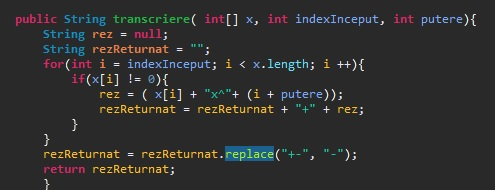 public String transcriere( int[] x, int indexInceput, int putere){
String rez = null;
String rezReturnat = "";
for(int i = indexInceput; i < x.length; i ++){
if(x[i] != 0){
rez = ( x[i] + "x^"+ (i + putere));
rezReturnat = rezReturnat + "+" + rez;
}
}
rezReturnat = rezReturnat.replace("+-", "-");
return rezReturnat;
}